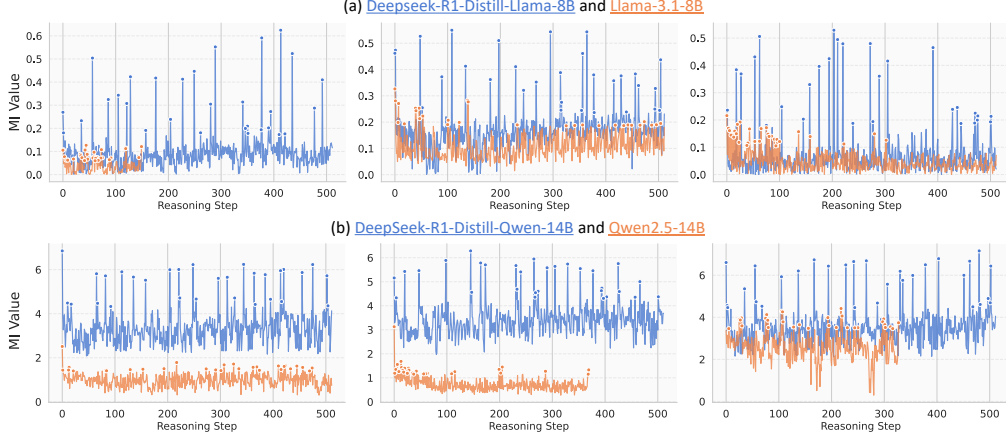 (a) Deepseek-R1-Distill-Llama-8B and Llama-3.1-8B
MI Value
0.6
0.5
0.4
0.3
0.2
0.1
0.0
0 100 200 300 400 500
Reasoning Step
0.5
0.4
0.3
0.2
0.1
0.0
0 100 200 300 400 500
Reasoning Step
0.5
0.4
0.3
0.2
0.1
0.0
0 100 200 300 400 500
Reasoning Step
(b) DeepSeek-R1-Distill-Qwen-14B and Qwen2.5-14B
MI Value
6
4
2
0
0 100 200 300 400 500
Reasoning Step
6
5
4
3
2
1
0
0 100 200 300 400 500
Reasoning Step
6
4
2
0
0 100 200 300 400 500
Reasoning Step